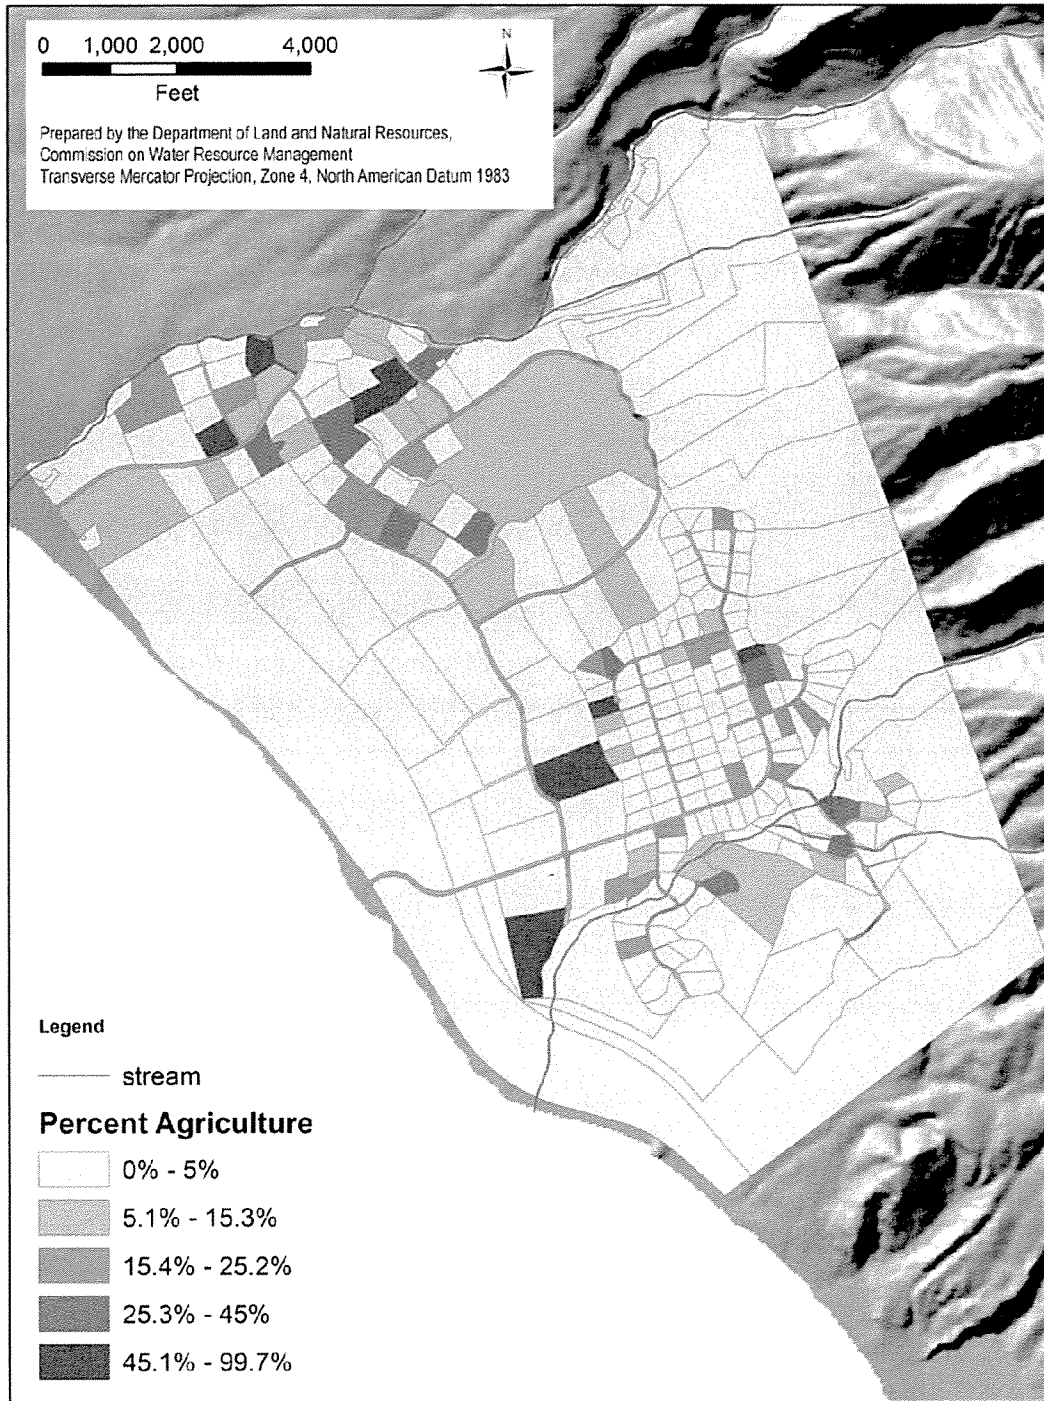 0 1,000 2,000 4,000
Feet
N
Prepared by the Department of Land and Natural Resources,
Commission on Water Resource Management
Transverse Mercator Projection, Zone 4, North American Datum 1983
Legend
stream
Percent Agriculture
0% - 5%
5.1% - 15.3%
15.4% - 25.2%
25.3% - 45%
45.1% - 99.7%